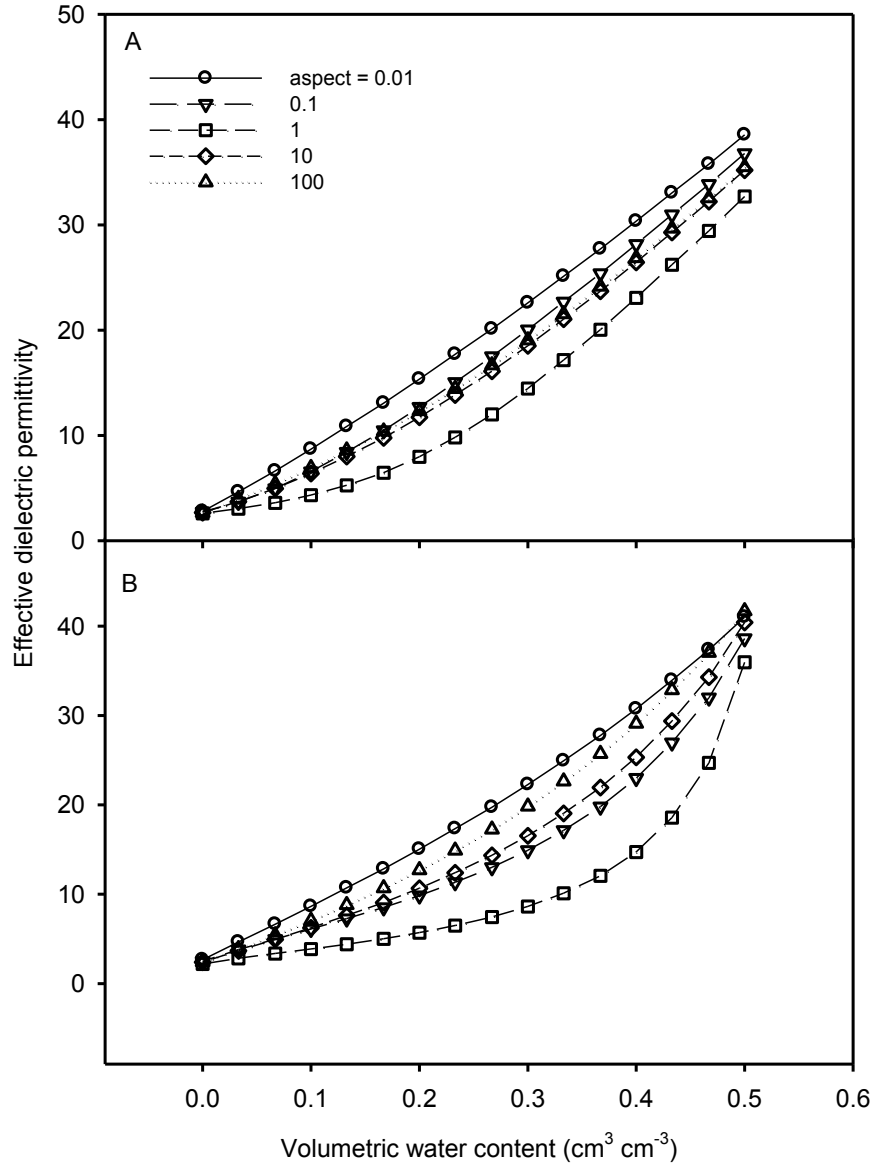 50
A
aspect = 0.01
0.1
1
10
100
40
30
20
10
0
Effective dielectric permittivity
B
40
30
20
10
0
0.0 0.1 0.2 0.3 0.4 0.5 0.6
Volumetric water content (cm³ cm⁻³)